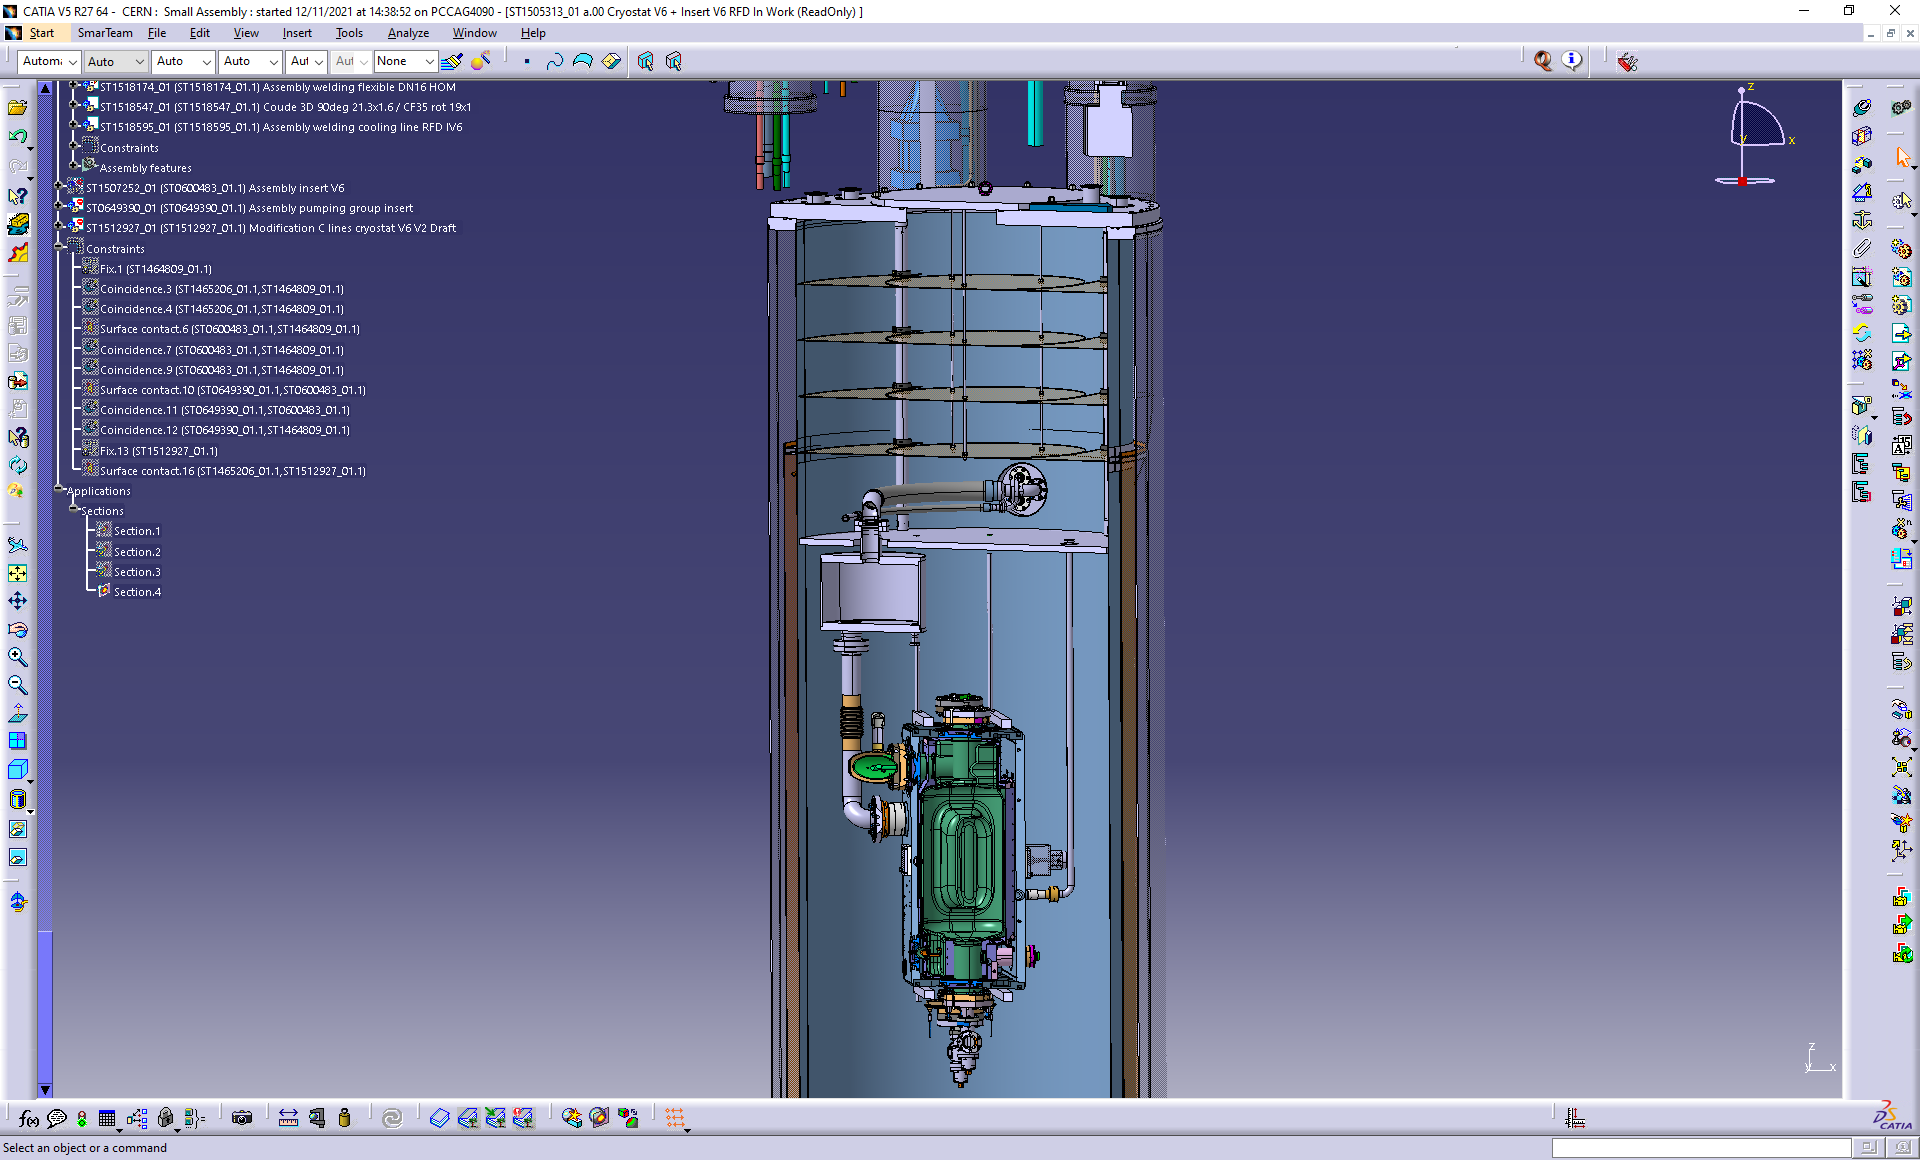 CATIA V5 R27 64 - CERN : Small Assembly : started 12/11/2021 at 14:38:52 on PCCAG4090 - [ST1505313_01 a.00 Cryostat V6 + Insert V6 RFD In Work (ReadOnly) ]
Start SmarTeam File Edit View Insert Tools Analyze Window Help
Automa Auto Auto Auto Aut Aut None
ST1518174_01 (ST1518174_01.1) Assembly welding flexible DN16 HOM
ST1518547_01 (ST1518547_01.1) Coude 3D 90deg 21.3x1.6 / CF35 rot 19x1
ST1518595_01 (ST1518595_01.1) Assembly welding cooling line RFD IV6
Constraints
Assembly features
ST1507252_01 (ST0600483_01.1) Assembly insert V6
ST0649390_01 (ST0649390_01.1) Assembly pumping group insert
ST1512927_01 (ST1512927_01.1) Modification C lines cryostat V6 V2 Draft
Constraints
Fix.1 (ST1464809_01.1)
Coincidence.3 (ST1465206_01.1,ST1464809_01.1)
Coincidence.4 (ST1465206_01.1,ST1464809_01.1)
Surface contact.6 (ST0600483_01.1,ST1464809_01.1)
Coincidence.7 (ST0600483_01.1,ST1464809_01.1)
Coincidence.9 (ST0600483_01.1,ST1464809_01.1)
Surface contact.10 (ST0649390_01.1,ST0600483_01.1)
Coincidence.11 (ST0649390_01.1,ST0600483_01.1)
Coincidence.12 (ST0649390_01.1,ST1464809_01.1)
Fix.13 (ST1512927_01.1)
Surface contact.16 (ST1465206_01.1,ST1512927_01.1)
Applications
Sections
Section.1
Section.2
Section.3
Section.4
z
y
x
z
y
x
f(x)
CATIA
Select an object or a command